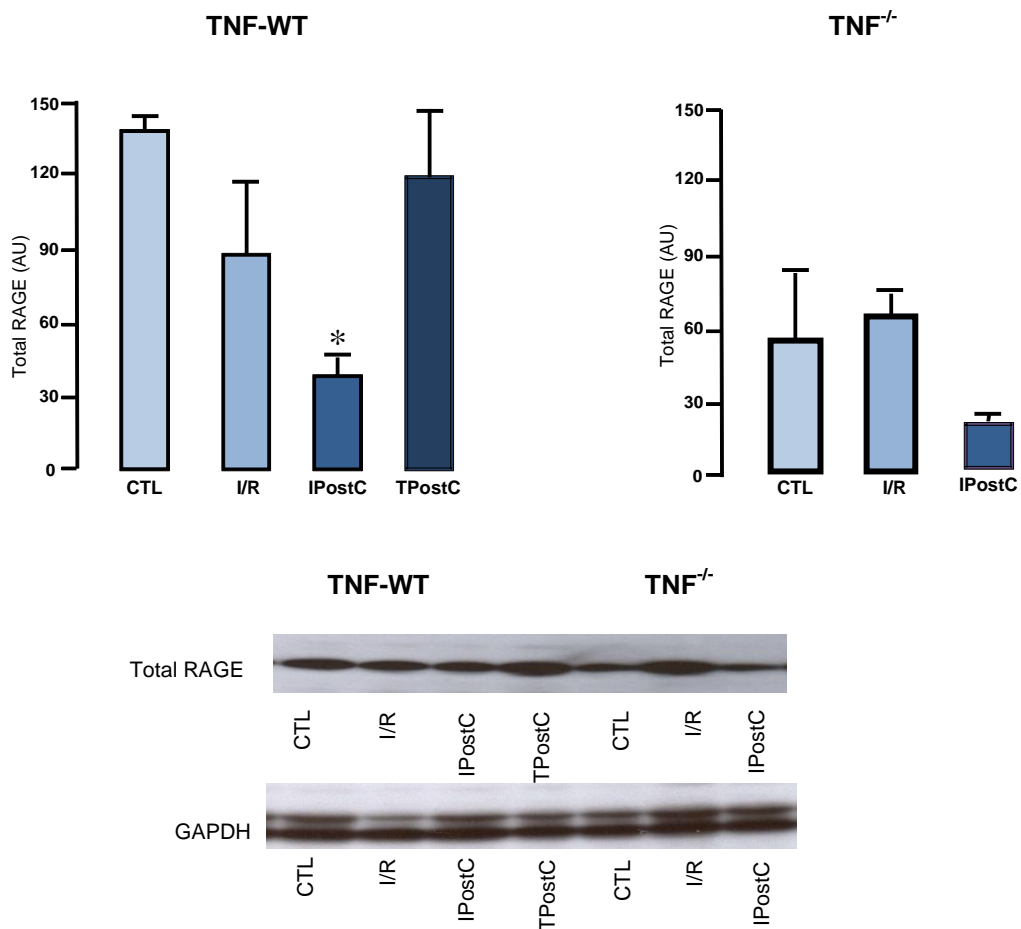 TNF-WT
Total RAGE (AU)
150
120
90
60
30
0
*
CTL I/R IPostC TPostC
TNF-/-
Total RAGE (AU)
150
120
90
60
30
0
CTL I/R IPostC
TNF-WT TNF-/-
Total RAGE
CTL I/R IPostC TPostC CTL I/R IPostC
GAPDH
CTL I/R IPostC TPostC CTL I/R IPostC